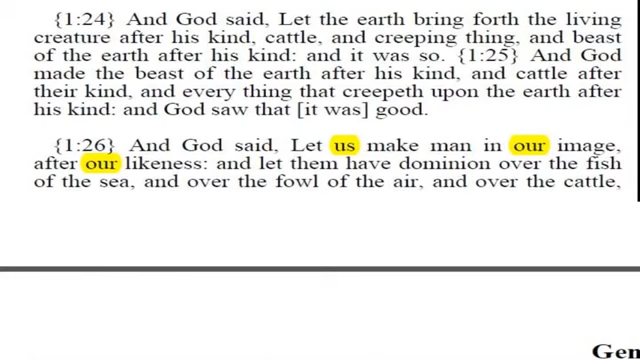 {1:24} And God said, Let the earth bring forth the living
creature after his kind, cattle, and creeping thing, and beast
of the earth after his kind: and it was so. {1:25} And God
made the beast of the earth after his kind, and cattle after
their kind, and every thing that creepeth upon the earth after
his kind: and God saw that [it was] good.
{1:26} And God said, Let us make man in our image,
after our likeness: and let them have dominion over the fish
of the sea, and over the fowl of the air, and over the cattle,
Gen